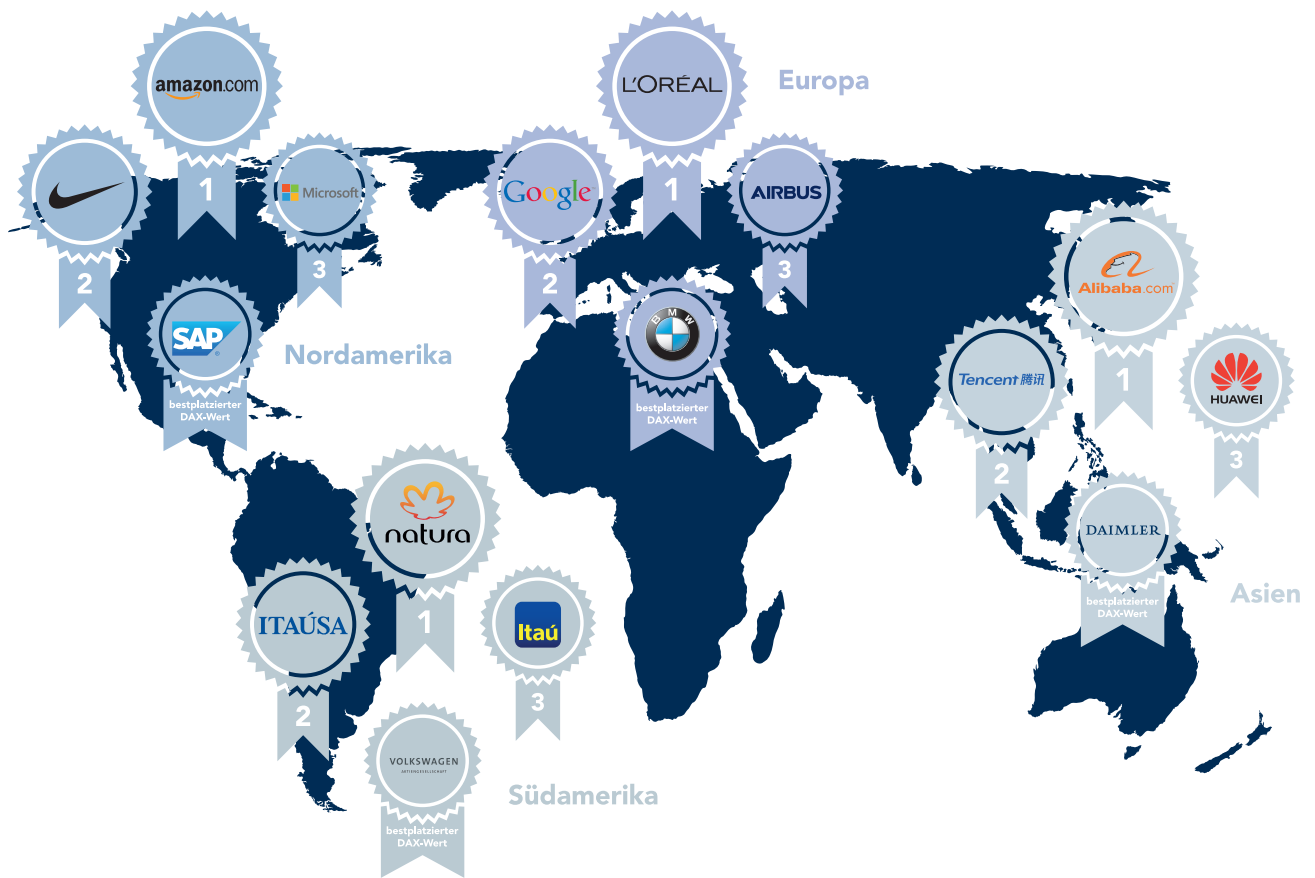 amazon.com
1
2
Microsoft
3
SAP
®
bestplatzierter
DAX-Wert
Nordamerika
L'ORÉAL
1
Europa
Google™
2
AIRBUS
3
BMW
bestplatzierter
DAX-Wert
Alibaba.com
1
Tencent 腾讯
2
HUAWEI
3
DAIMLER
bestplatzierter
DAX-Wert
Asien
natura
1
ITAÚSA
2
Itaú
3
VOLKSWAGEN
AKTIENGESELLSCHAFT
bestplatzierter
DAX-Wert
Südamerika